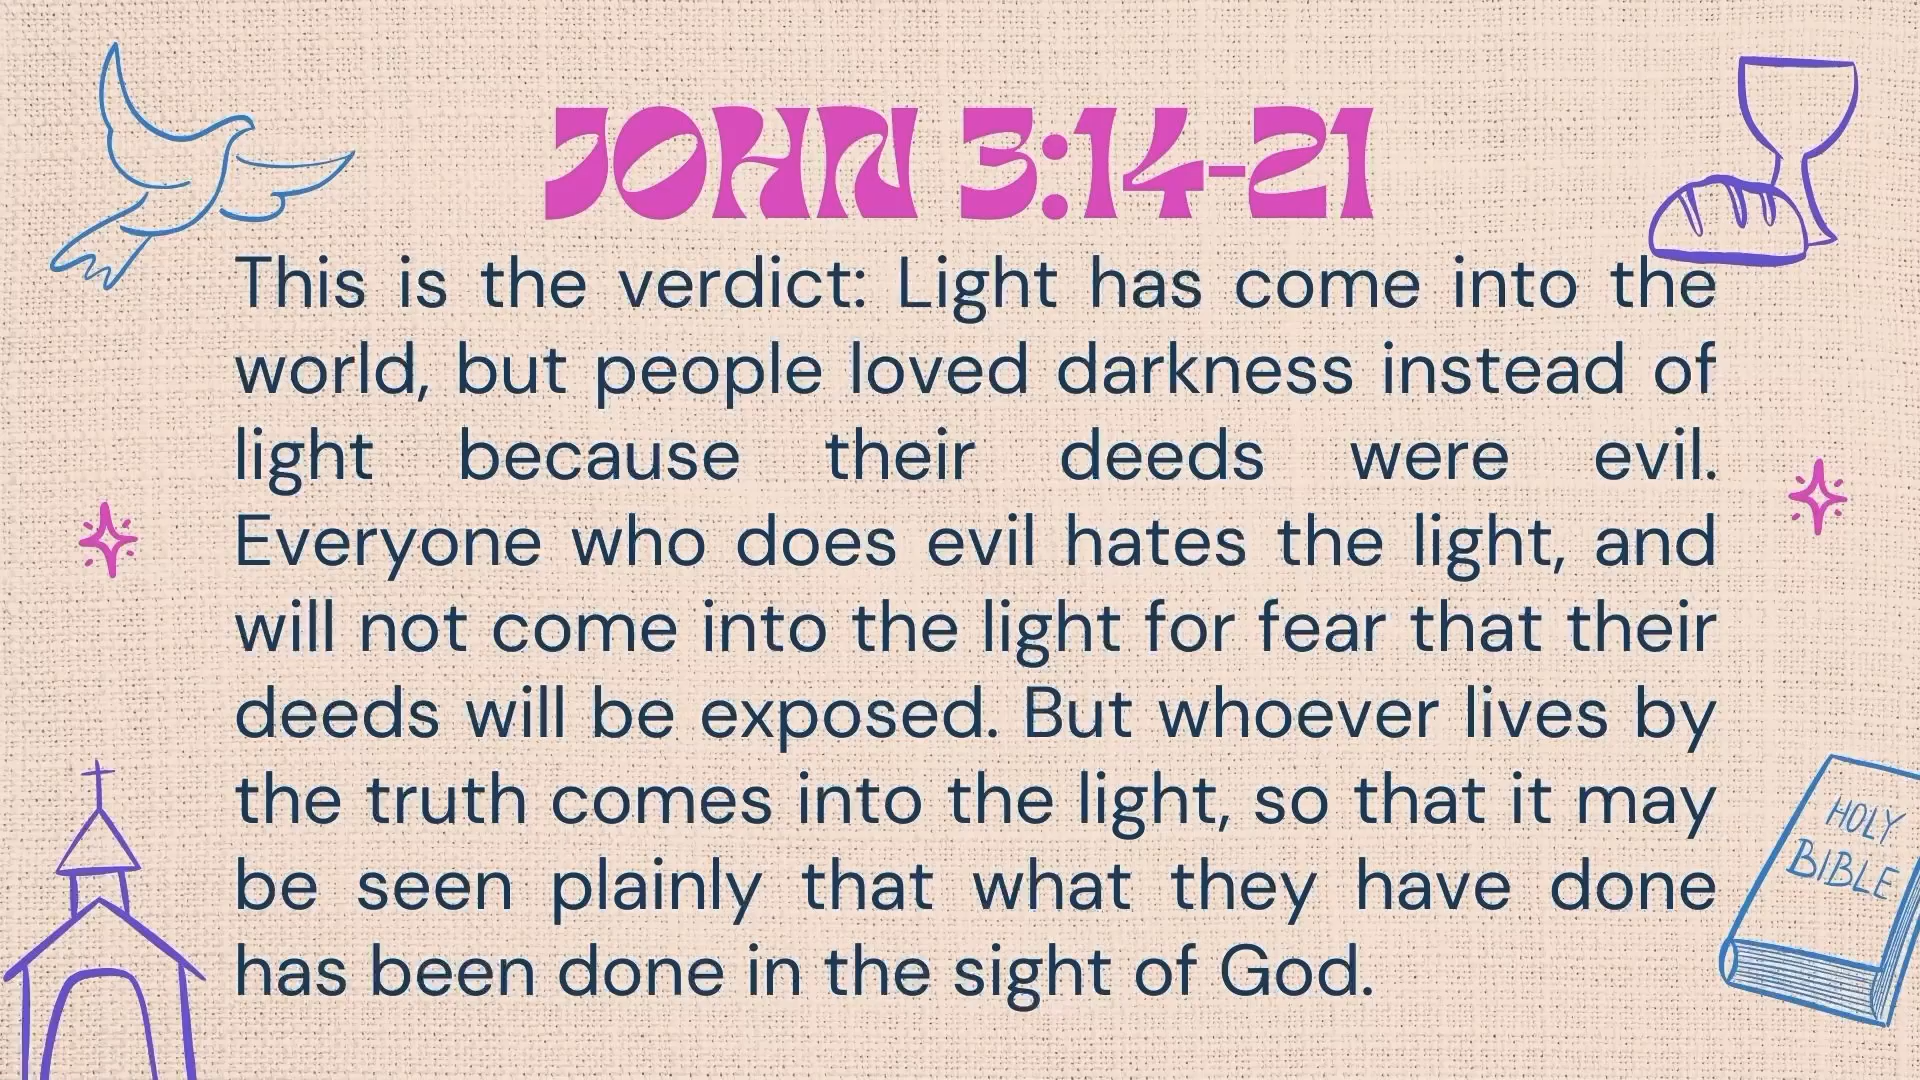 JOHN 3:14-21
This is the verdict: Light has come into the
world, but people loved darkness instead of
light because their deeds were evil.
Everyone who does evil hates the light, and
will not come into the light for fear that their
deeds will be exposed. But whoever lives by
the truth comes into the light, so that it may
be seen plainly that what they have done
has been done in the sight of God.
HOLY
BIBLE